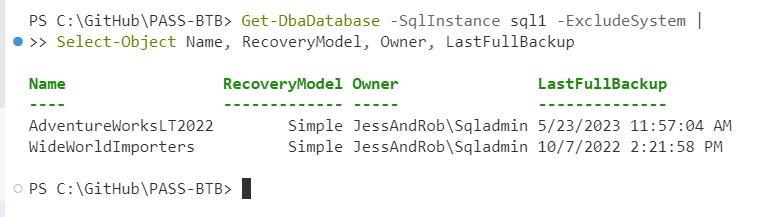 PS C:\GitHub\PASS-BTB> Get-DbaDatabase -SqlInstance sql1 -ExcludeSystem |
>> Select-Object Name, RecoveryModel, Owner, LastFullBackup
Name RecoveryModel Owner LastFullBackup
---- ------------- ----- --------------
AdventureWorksLT2022 Simple JessAndRob\Sqladmin 5/23/2023 11:57:04 AM
WideWorldImporters Simple JessAndRob\Sqladmin 10/7/2022 2:21:58 PM
PS C:\GitHub\PASS-BTB>